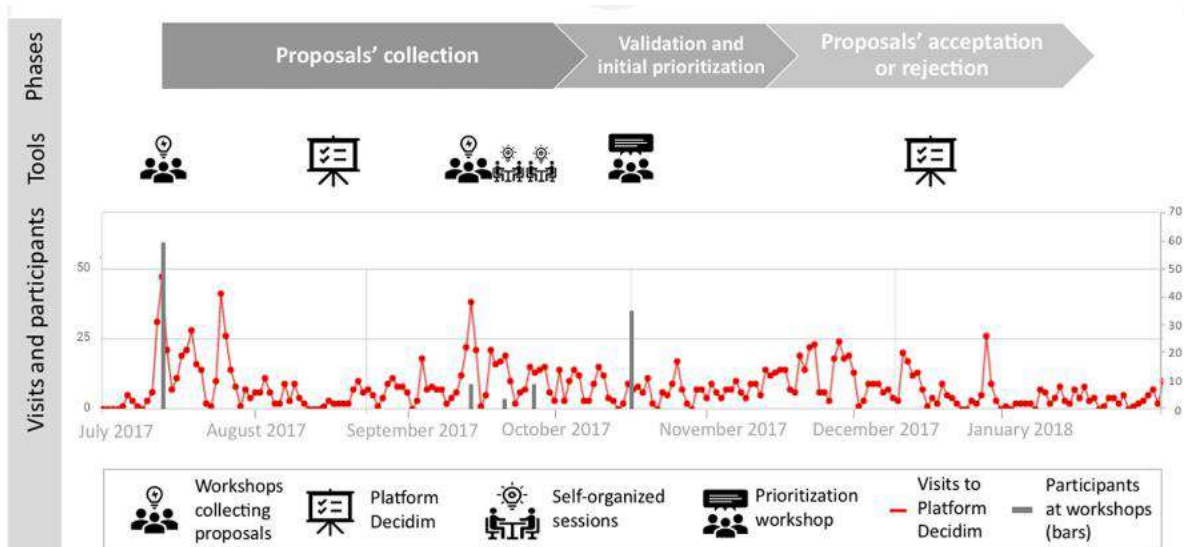 Phases
Proposals' collection
Validation and
initial prioritization
Proposals' acceptation
or rejection
Tools
Visits and participants
50
25
0
70
60
50
40
30
20
10
0
July 2017
August 2017
September 2017
October 2017
November 2017
December 2017
January 2018
Workshops
collecting
proposals
Platform
Decidim
Self-organized
sessions
Prioritization
workshop
Visits to
Platform
Decidim
Participants
at workshops
(bars)